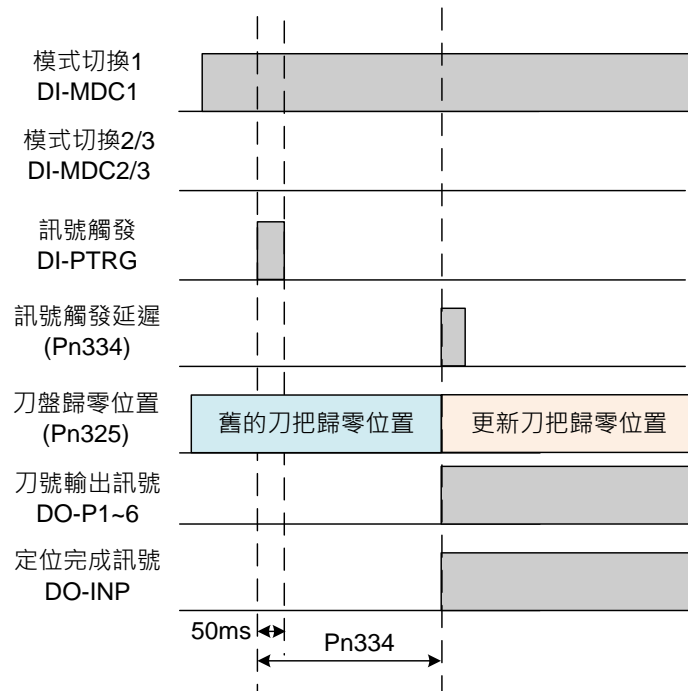 模式切換1
DI-MDC1
模式切換2/3
DI-MDC2/3
訊號觸發
DI-PTRG
訊號觸發延遲
(Pn334)
刀盤歸零位置
(Pn325)
舊的刀把歸零位置
更新刀把歸零位置
刀號輸出訊號
DO-P1~6
定位完成訊號
DO-INP
50ms
Pn334